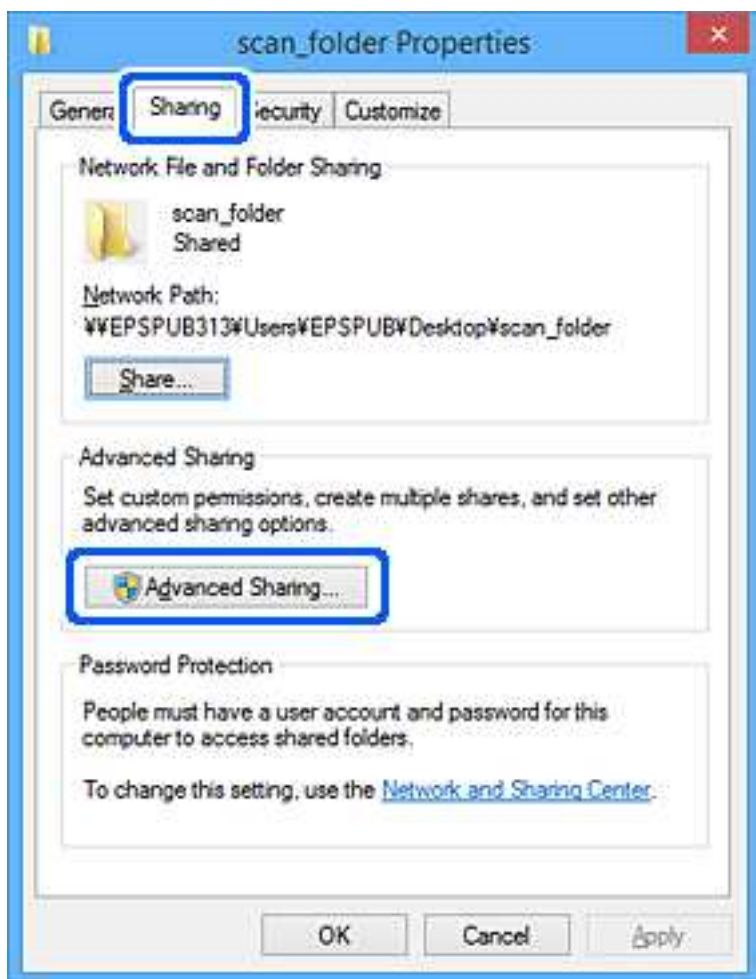 scan_folder Properties
General Sharing Security Customize
Network File and Folder Sharing
scan_folder
Shared
Network Path:
¥¥EPSPUB313¥Users¥EPSPUB¥Desktop¥scan_folder
Share...
Advanced Sharing
Set custom permissions, create multiple shares, and set other
advanced sharing options.
Advanced Sharing...
Password Protection
People must have a user account and password for this
computer to access shared folders.
To change this setting, use the Network and Sharing Center.
OK Cancel Apply